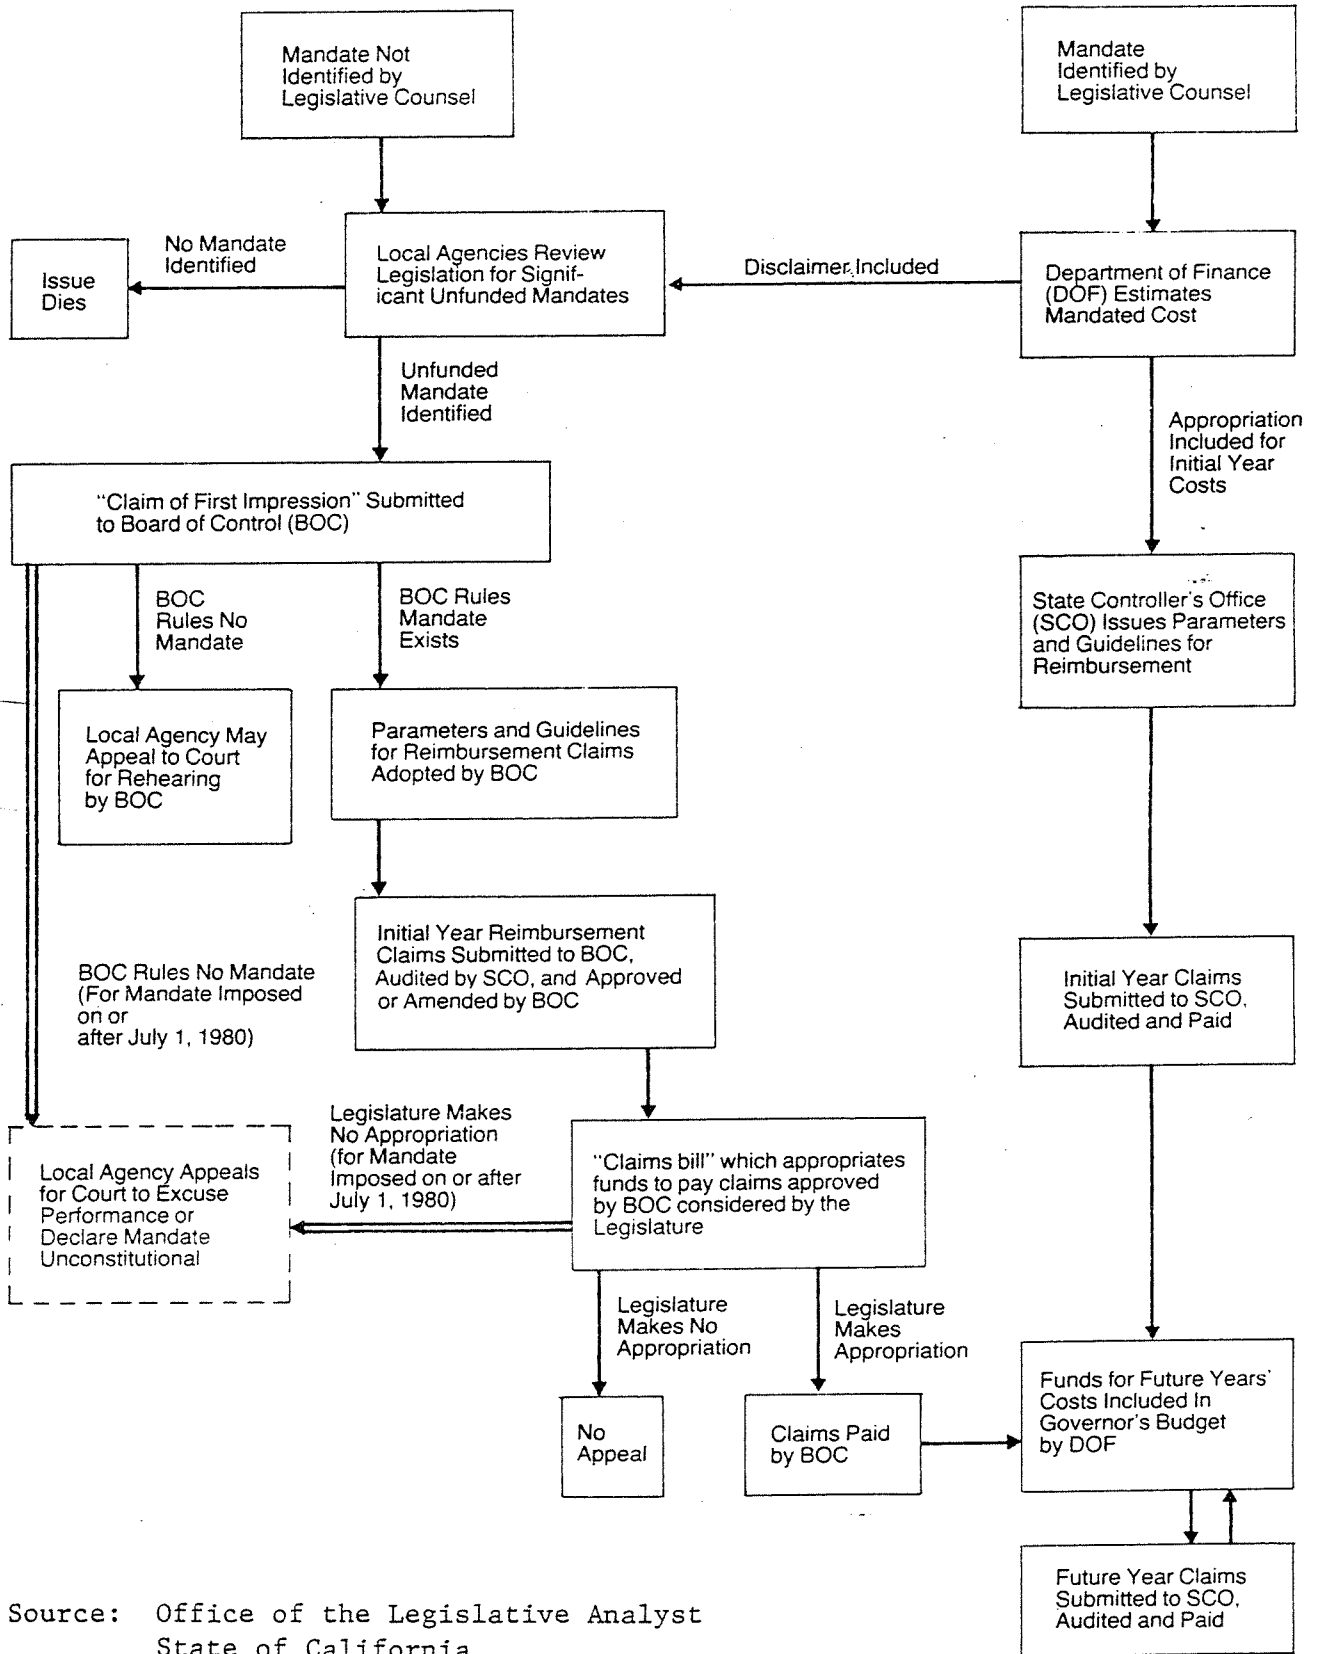 Mandate Not
Identified by
Legislative Counsel
Mandate
Identified by
Legislative Counsel
No Mandate
Identified
Issue
Dies
Local Agencies Review
Legislation for Signif-
icant Unfunded Mandates
Disclaimer Included
Department of Finance
(DOF) Estimates
Mandated Cost
Unfunded
Mandate
Identified
Appropriation
Included for
Initial Year
Costs
"Claim of First Impression" Submitted
to Board of Control (BOC)
BOC
Rules No
Mandate
BOC Rules
Mandate
Exists
State Controller's Office
(SCO) Issues Parameters
and Guidelines for
Reimbursement
Local Agency May
Appeal to Court
for Rehearing
by BOC
Parameters and Guidelines
for Reimbursement Claims
Adopted by BOC
Initial Year Reimbursement
Claims Submitted to BOC,
Audited by SCO, and Approved
or Amended by BOC
BOC Rules No Mandate
(For Mandate Imposed
on or
after July 1, 1980)
Initial Year Claims
Submitted to SCO,
Audited and Paid
Legislature Makes
No Appropriation
(for Mandate
Imposed on or after
July 1, 1980)
Local Agency Appeals
for Court to Excuse
Performance or
Declare Mandate
Unconstitutional
"Claims bill" which appropriates
funds to pay claims approved
by BOC considered by the
Legislature
Legislature
Makes No
Appropriation
Legislature
Makes
Appropriation
No
Appeal
Claims Paid
by BOC
Funds for Future Years'
Costs Included In
Governor's Budget
by DOF
Future Year Claims
Submitted to SCO,
Audited and Paid
Source: Office of the Legislative Analyst
State of California